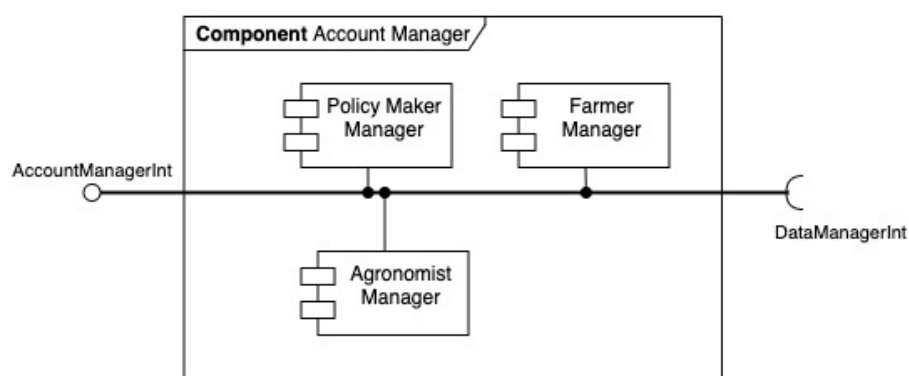 Component Account Manager
Policy Maker
Manager
Farmer
Manager
AccountManagerInt
DataManagerInt
Agronomist
Manager